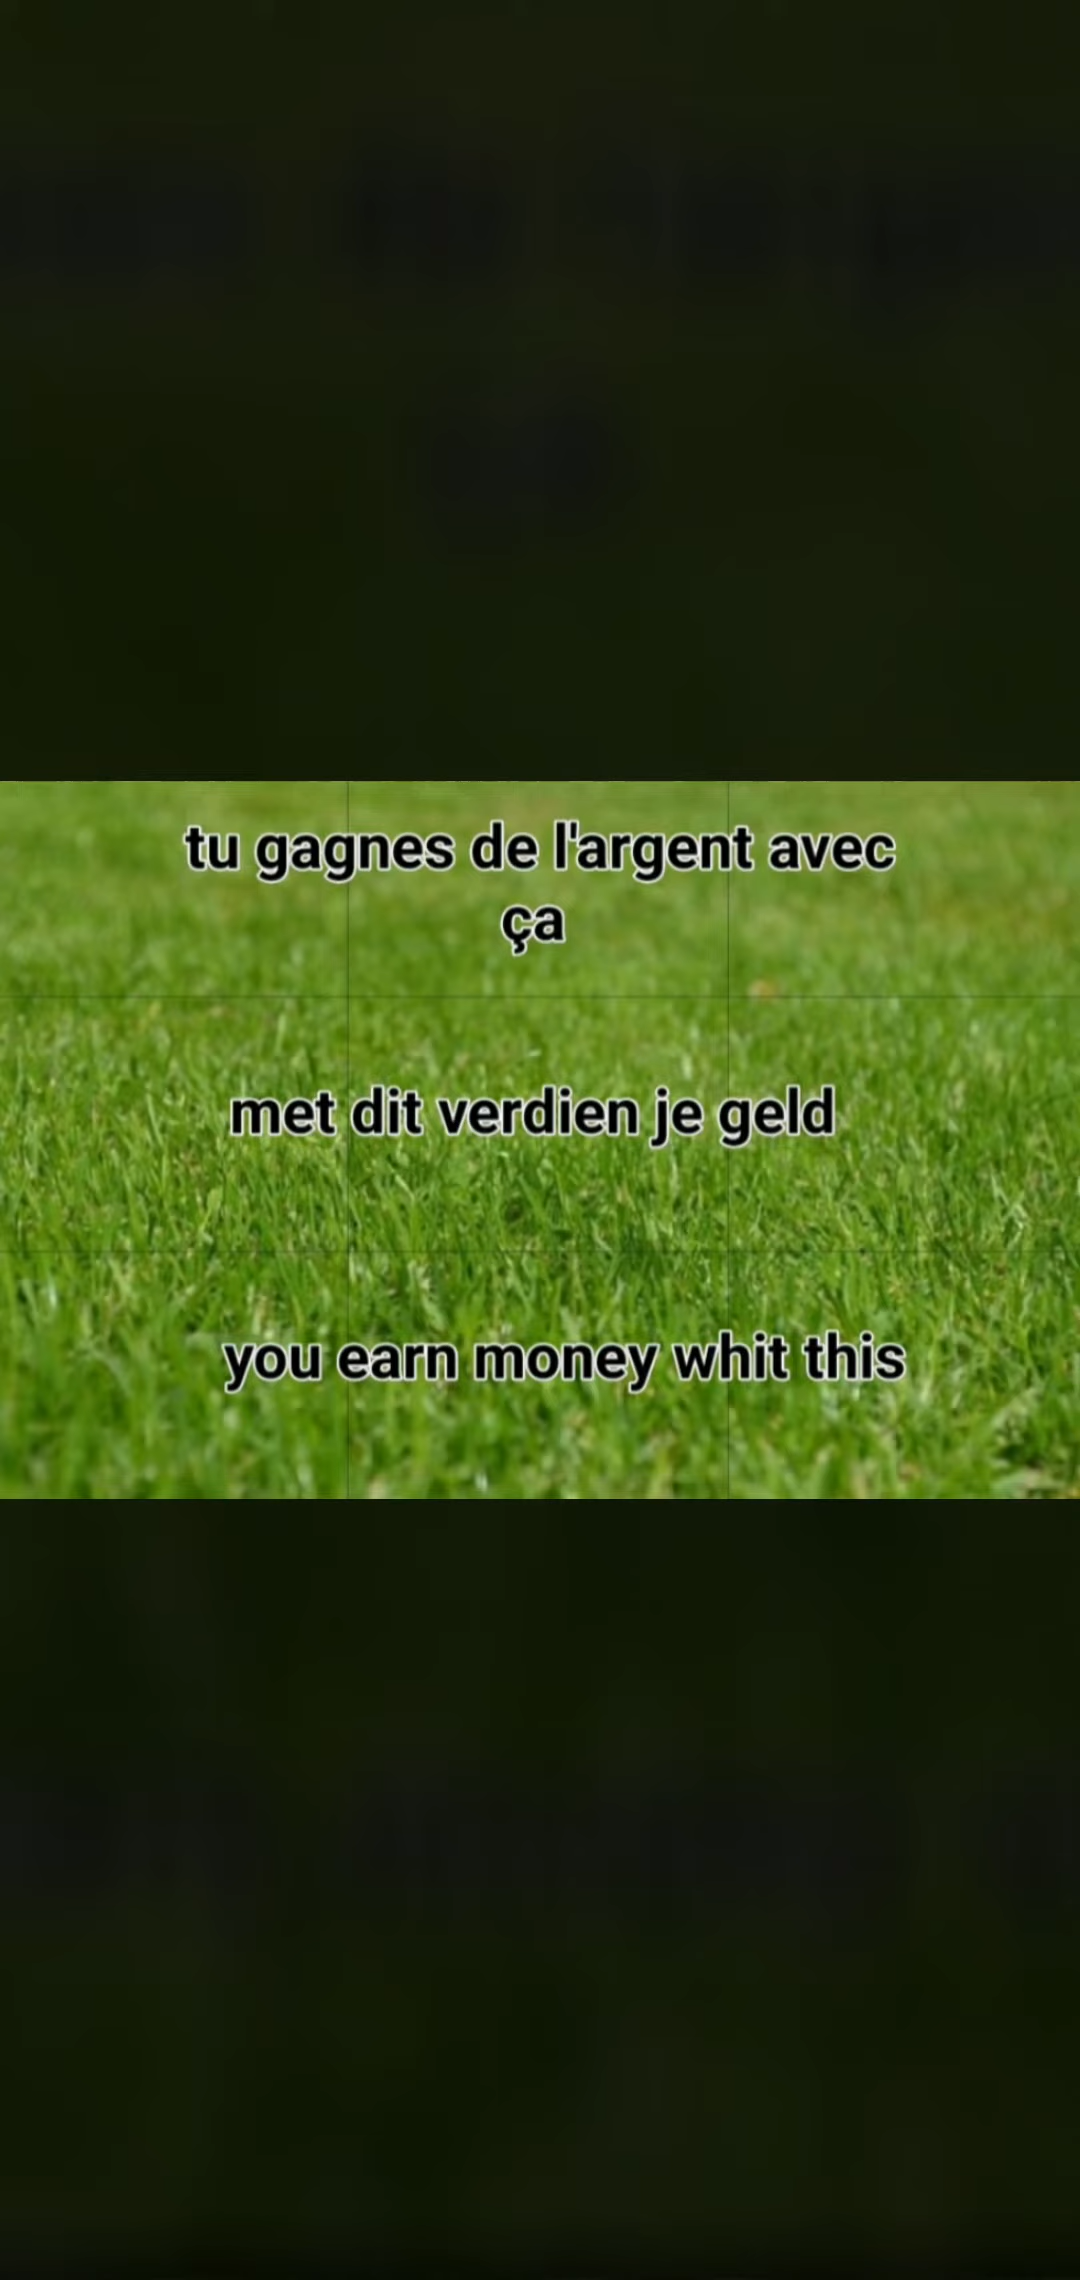 tu gagnes de l'argent avec
ça
met dit verdien je geld
you earn money whit this